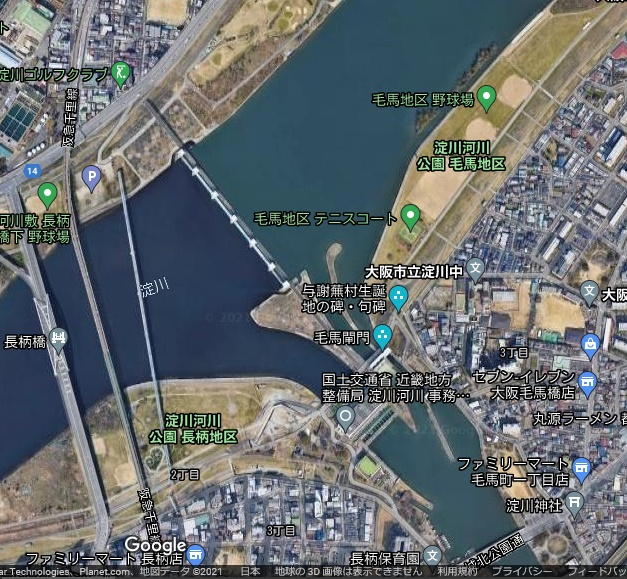 ト
淀川ゴルフクラブ
阪急千里線
毛馬地区 野球場
淀川河川
公園 毛馬地区
14
P
河川敷 長柄
橋下 野球場
毛馬地区 テニスコート
大阪市立淀川中
淀川
与謝蕪村生誕
地の碑・句碑
毛馬閘門
長柄橋
3丁目
国土交通省 近畿地方
整備局 淀川河川 事務…
セブン-イレブン
大阪毛馬橋店
丸源ラーメン 都
淀川河川
公園 長柄地区
2丁目
ファミリーマート
毛馬町一丁目店
淀川神社
阪急千里線
3丁目
城北公園通
Google
ファミリーマート 長柄店
長柄保育園
ar Technologies、Planet.com、地図データ ©2021 日本 地球の 3D 画像は表示できません 利用規約 プライバシー フィードバッ